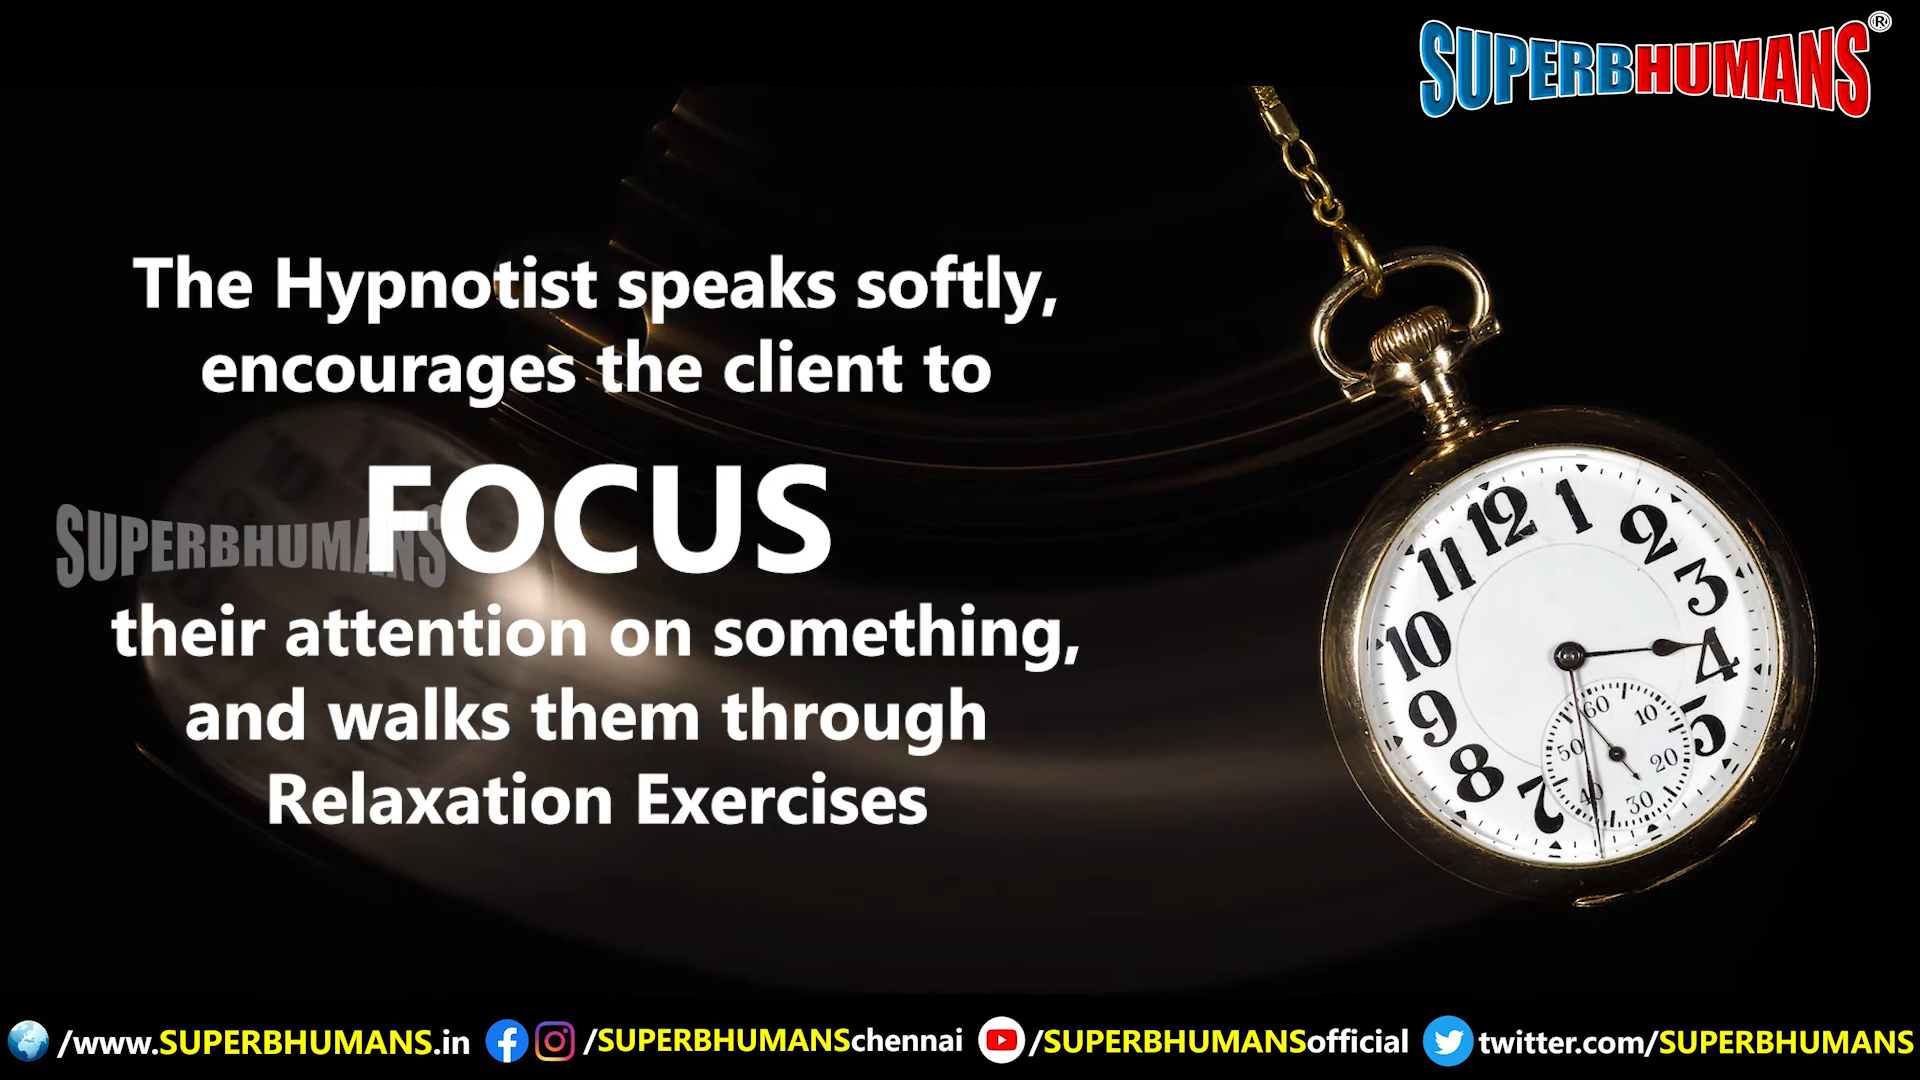 SUPERBHUMANS®
The Hypnotist speaks softly,
encourages the client to
FOCUS
SUPERBHUMANS
their attention on something,
and walks them through
Relaxation Exercises
12 1 2 3 4 5 7 8 9 10 11
60 10 20 30 40 50
/www.SUPERBHUMANS.in /SUPERBHUMANSchennai /SUPERBHUMANSofficial twitter.com/SUPERBHUMANS